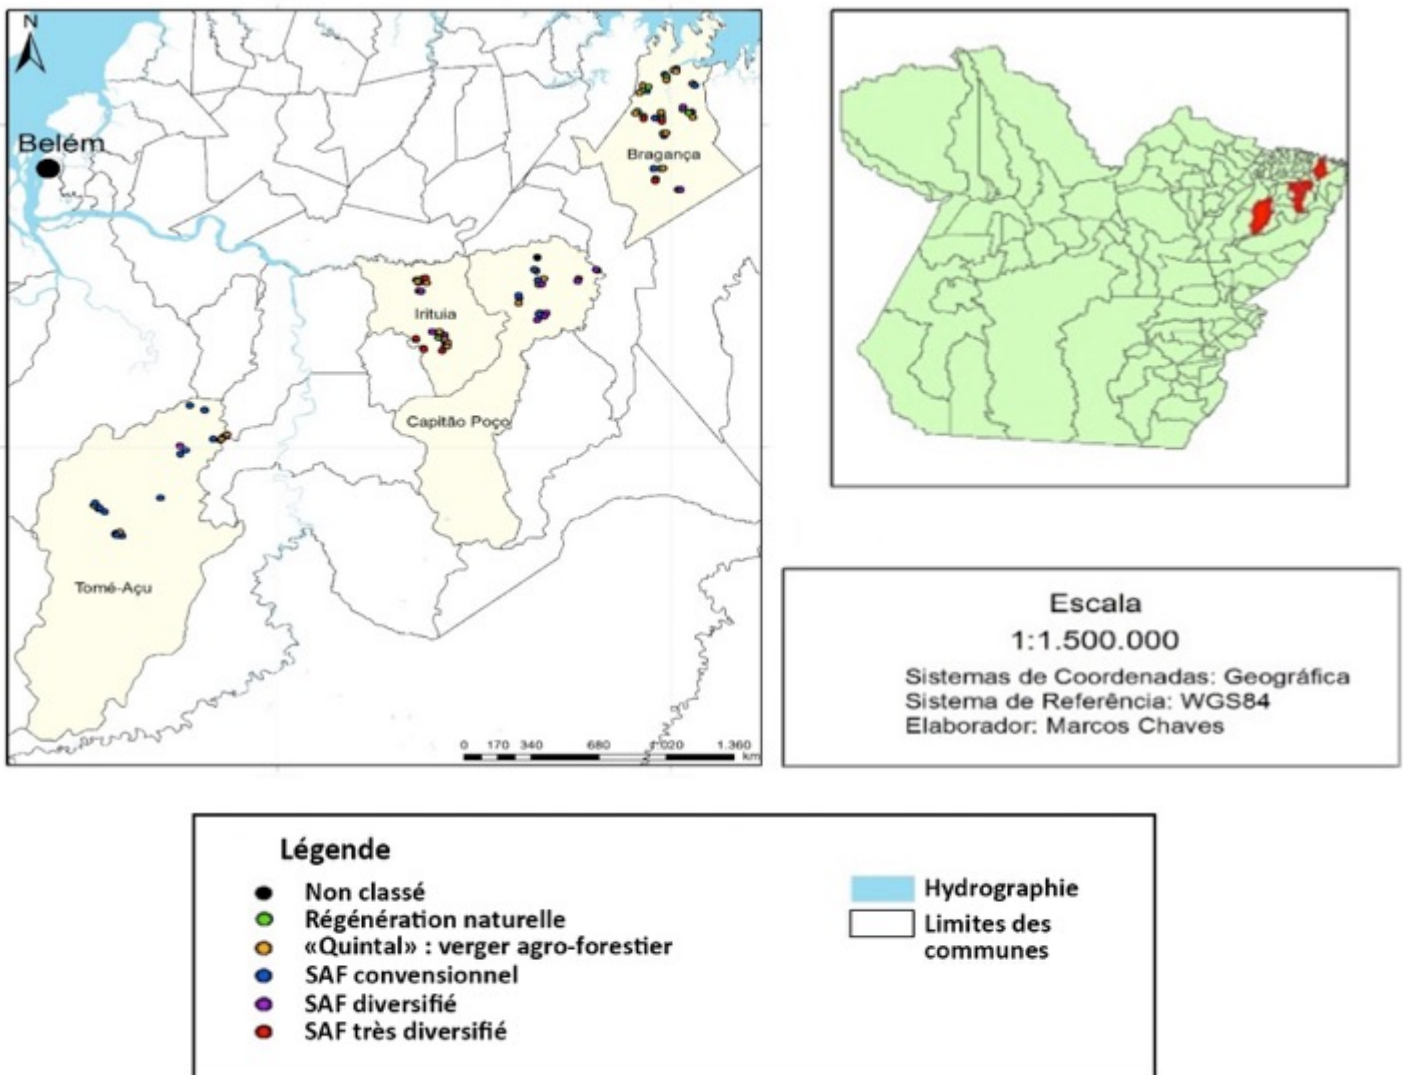 N
Belém
Bragança
Irituia
Capitão Poço
Tomé-Açu
0 170 340 680 1.020 1.360
km
Escala
1:1.500.000
Sistemas de Coordenadas: Geográfica
Sistema de Referência: WGS84
Elaborador: Marcos Chaves
Légende
Non classé
Régénération naturelle
«Quintal» : verger agro-forestier
SAF convensionnel
SAF diversifié
SAF très diversifié
Hydrographie
Limites des
communes